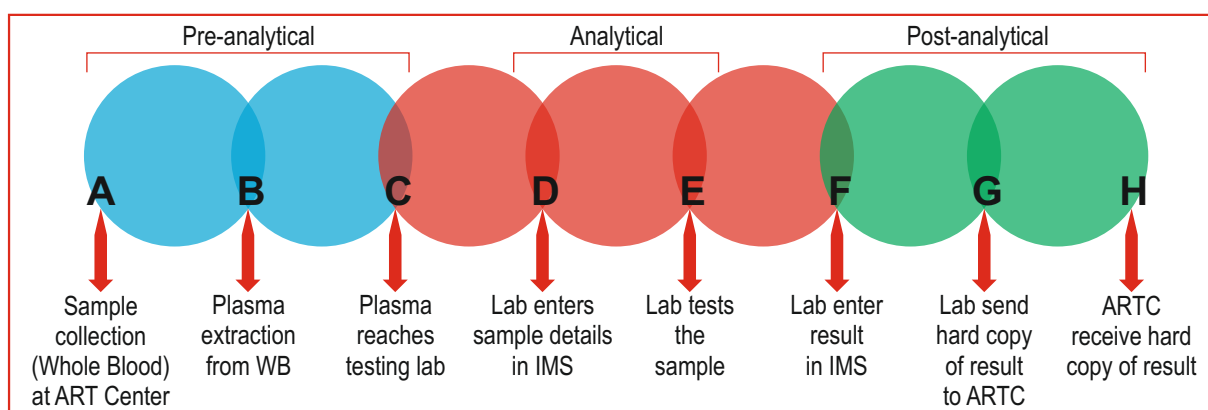 Pre-analytical
Analytical
Post-analytical
A
B
C
D
E
F
G
H
Sample
collection
(Whole Blood)
at ART Center
Plasma
extraction
from WB
Plasma
reaches
testing lab
Lab enters
sample details
in IMS
Lab tests
the
sample
Lab enter
result
in IMS
Lab send
hard copy
of result
to ARTC
ARTC
receive hard
copy of result